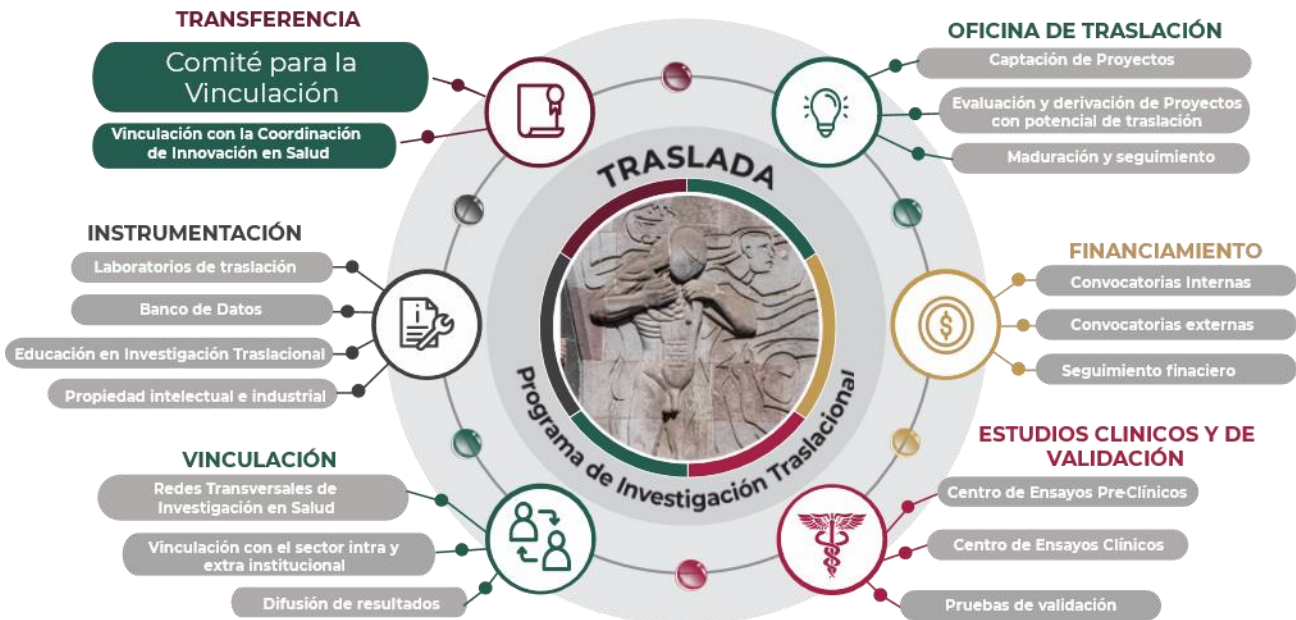 TRANSFERENCIA
Comité para la
Vinculación
Vinculación con la Coordinación
de Innovación en Salud
INSTRUMENTACIÓN
Laboratorios de traslación
Banco de Datos
Educación en Investigación Traslacional
Propiedad intelectual e industrial
VINCULACIÓN
Redes Transversales de
Investigación en Salud
Vinculación con el sector intra y
extra institucional
Difusión de resultados
TRASLADA
Programa de Investigación Traslacional
OFICINA DE TRASLACIÓN
Captación de Proyectos
Evaluación y derivación de Proyectos
con potencial de traslación
Maduración y seguimiento
FINANCIAMIENTO
Convocatorias Internas
Convocatorias externas
Seguimiento finaciero
ESTUDIOS CLINICOS Y DE
VALIDACIÓN
Centro de Ensayos Pre-Clínicos
Centro de Ensayos Clínicos
Pruebas de validación